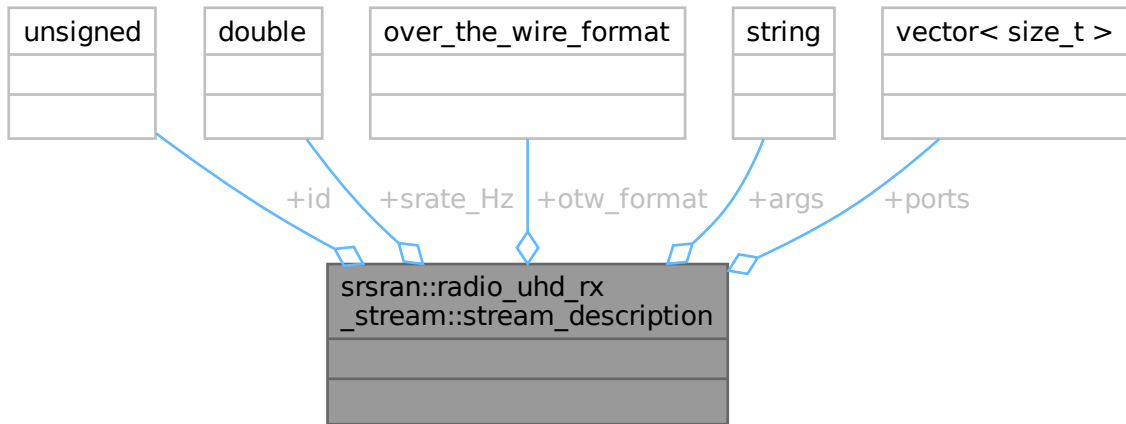 unsigned
double
over_the_wire_format
string
vector< size_t >
+id
+srate_Hz
+otw_format
+args
+ports
srsran::radio_uhd_rx
_stream::stream_description